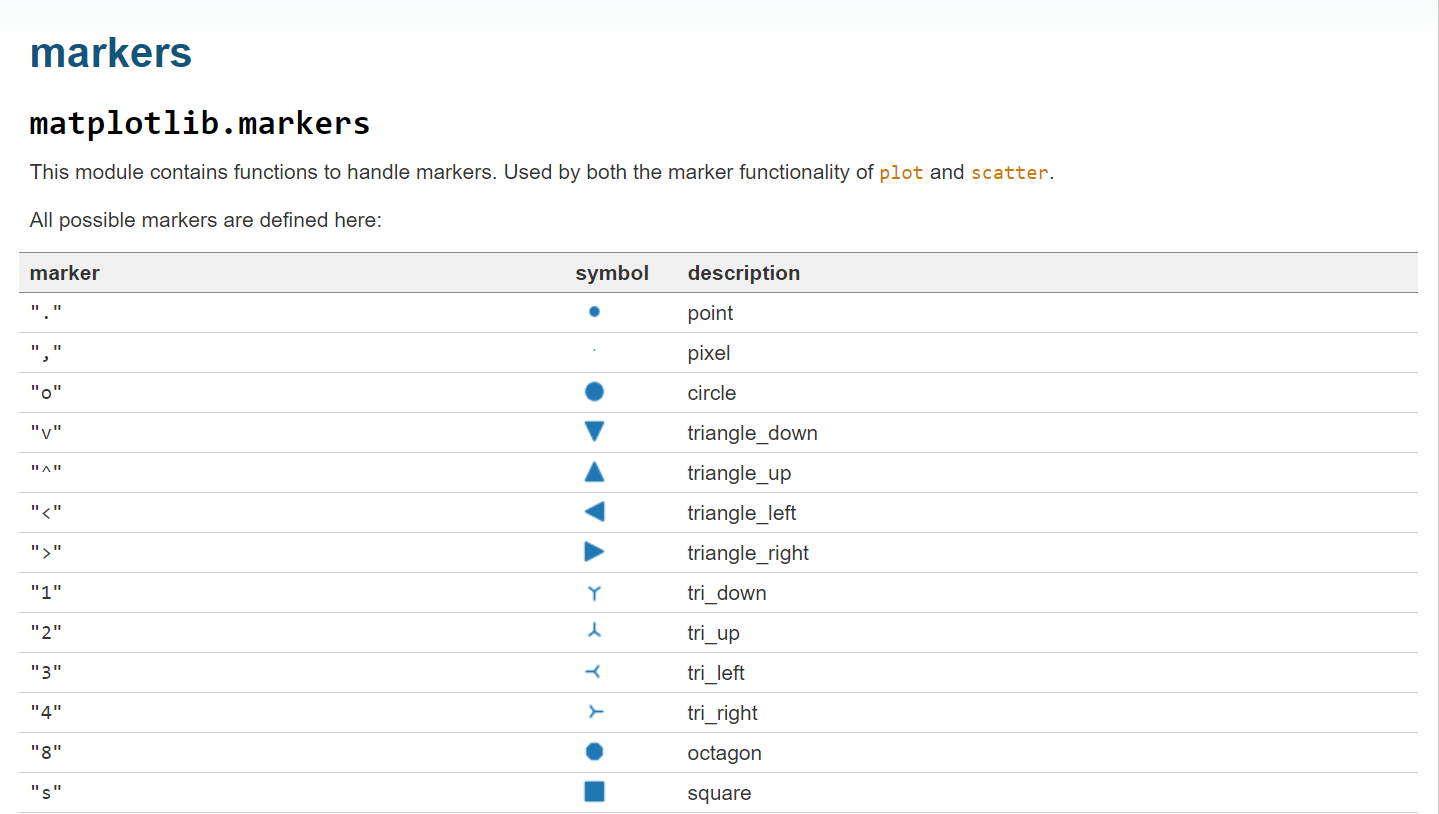 markers
matplotlib.markers
This module contains functions to handle markers. Used by both the marker functionality of plot and scatter.
All possible markers are defined here:
marker symbol description
"." point
"," pixel
"o" circle
"v" triangle_down
"^" triangle_up
"<" triangle_left
">" triangle_right
"1" tri_down
"2" tri_up
"3" tri_left
"4" tri_right
"8" octagon
"s" square